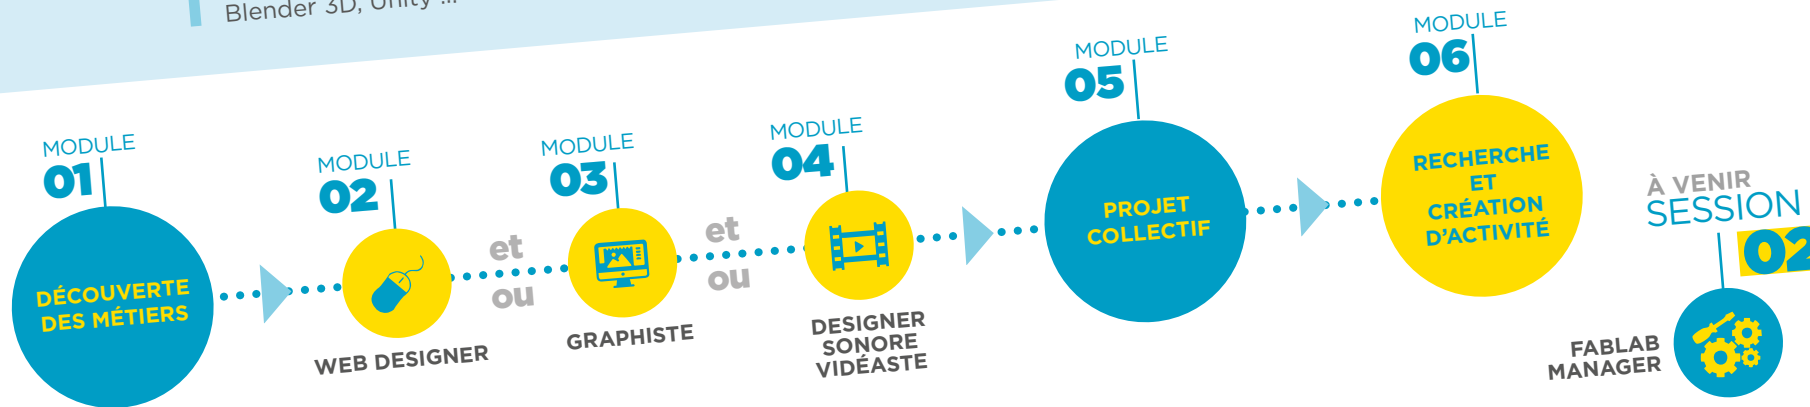 Blender 3D, Unity ...
MODULE
01
DÉCOUVERTE
DES MÉTIERS
MODULE
02
WEB DESIGNER
et
ou
MODULE
03
GRAPHISTE
et
ou
MODULE
04
DESIGNER
SONORE
VIDÉASTE
MODULE
05
PROJET
COLLECTIF
MODULE
06
RECHERCHE
ET
CRÉATION
D'ACTIVITÉ
À VENIR
SESSION
02
FABLAB
MANAGER